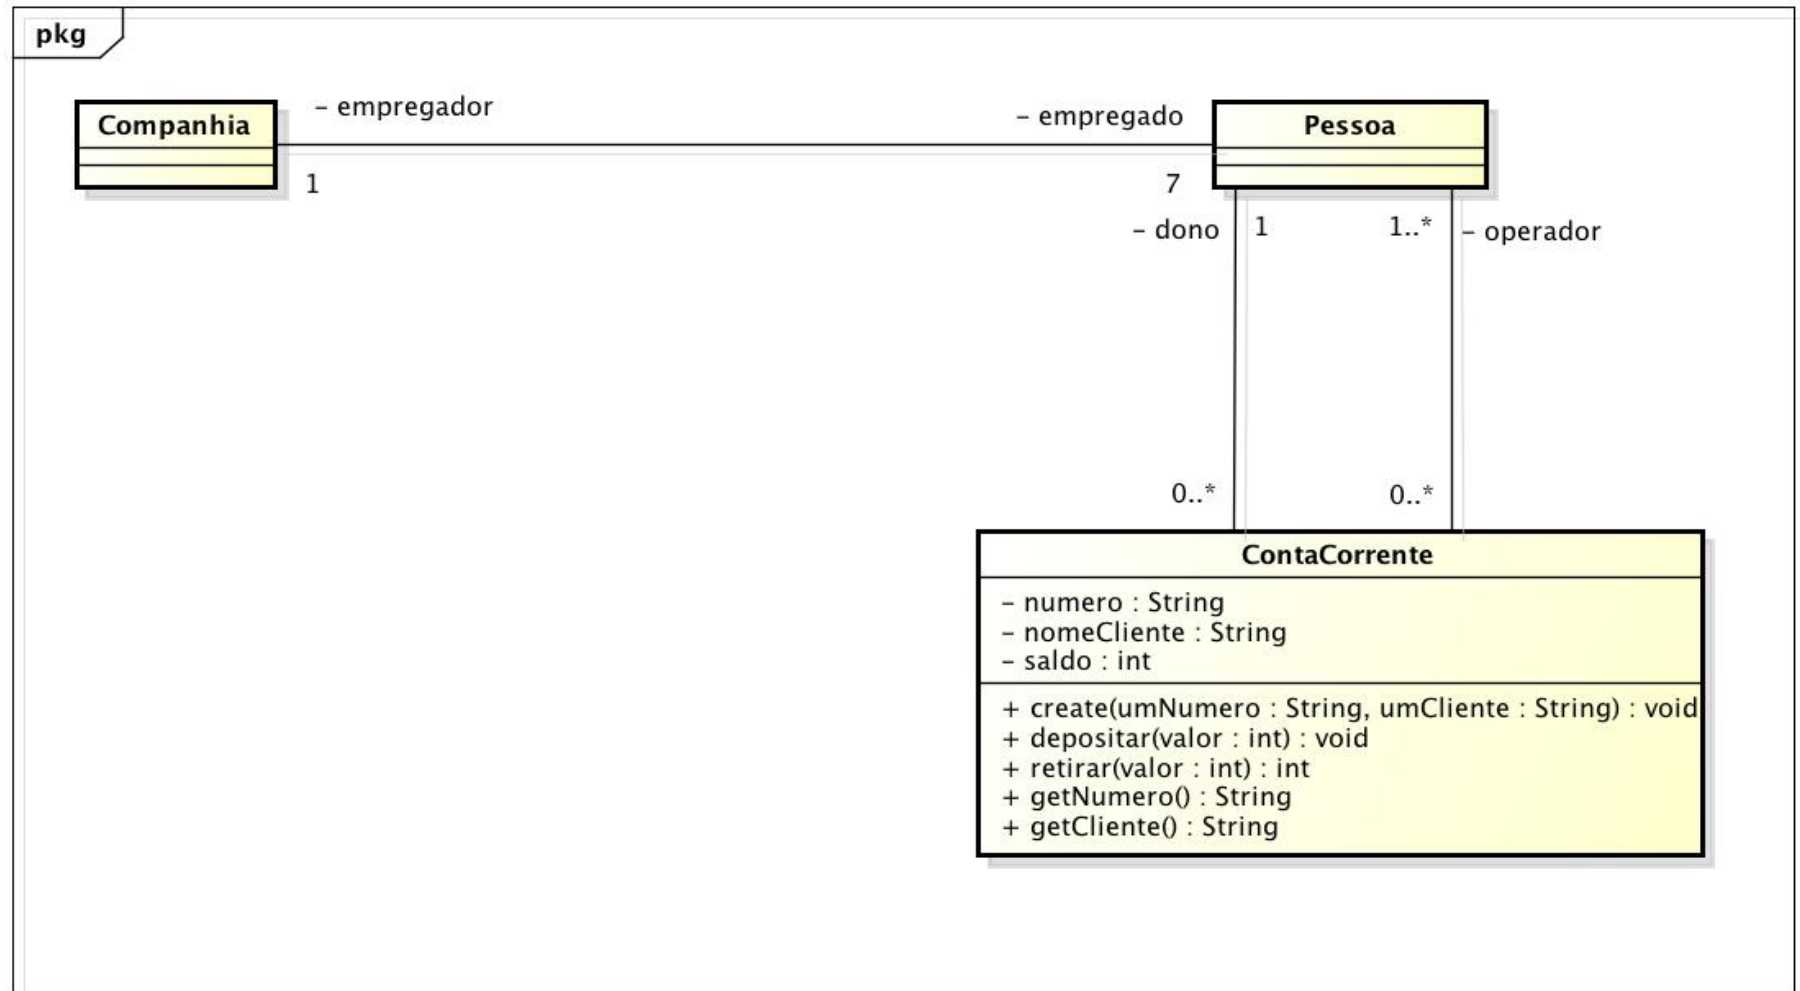 pkg
Companhia
– empregador
– empregado
Pessoa
1
7
– dono
1
1..*
– operador
0..*
0..*
ContaCorrente
– numero : String
– nomeCliente : String
– saldo : int
+ create(umNumero : String, umCliente : String) : void
+ depositar(valor : int) : void
+ retirar(valor : int) : int
+ getNumero() : String
+ getCliente() : String